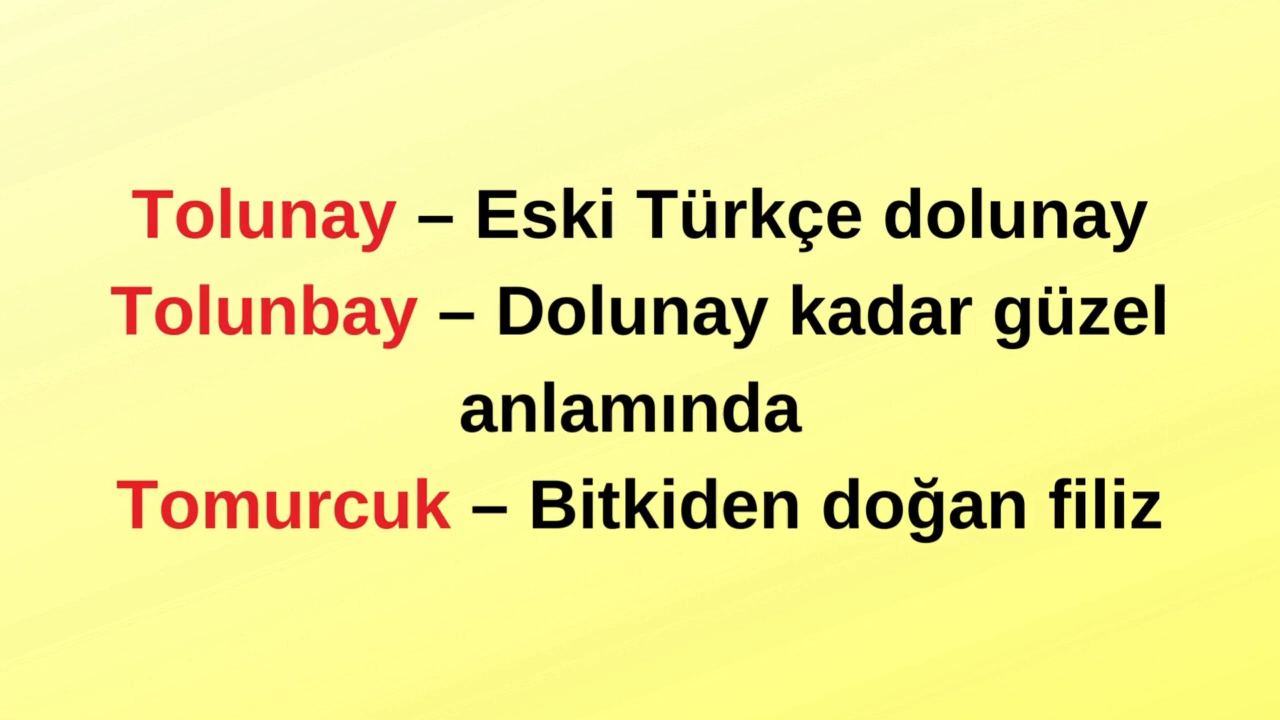 Tolunay – Eski Türkçe dolunay
Tolunbay – Dolunay kadar güzel
anlamında
Tomurcuk – Bitkiden doğan filiz